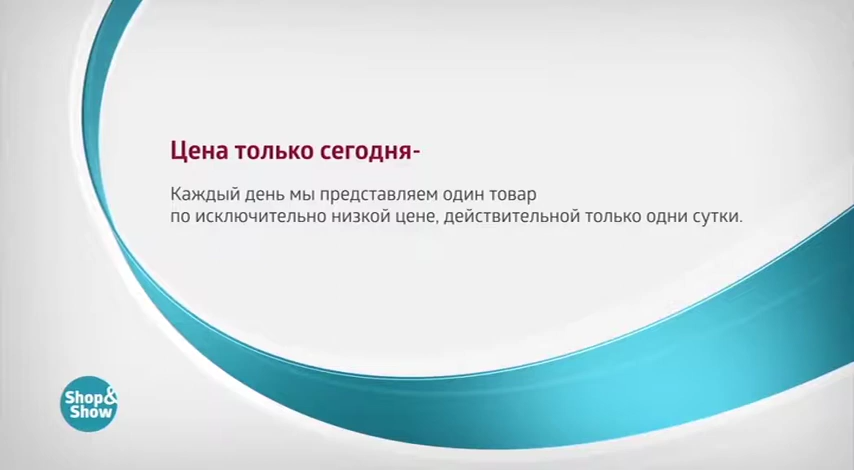 Цена только сегодня-
Каждый день мы представляем один товар
по исключительно низкой цене, действительной только одни сутки.
Shop&
Show